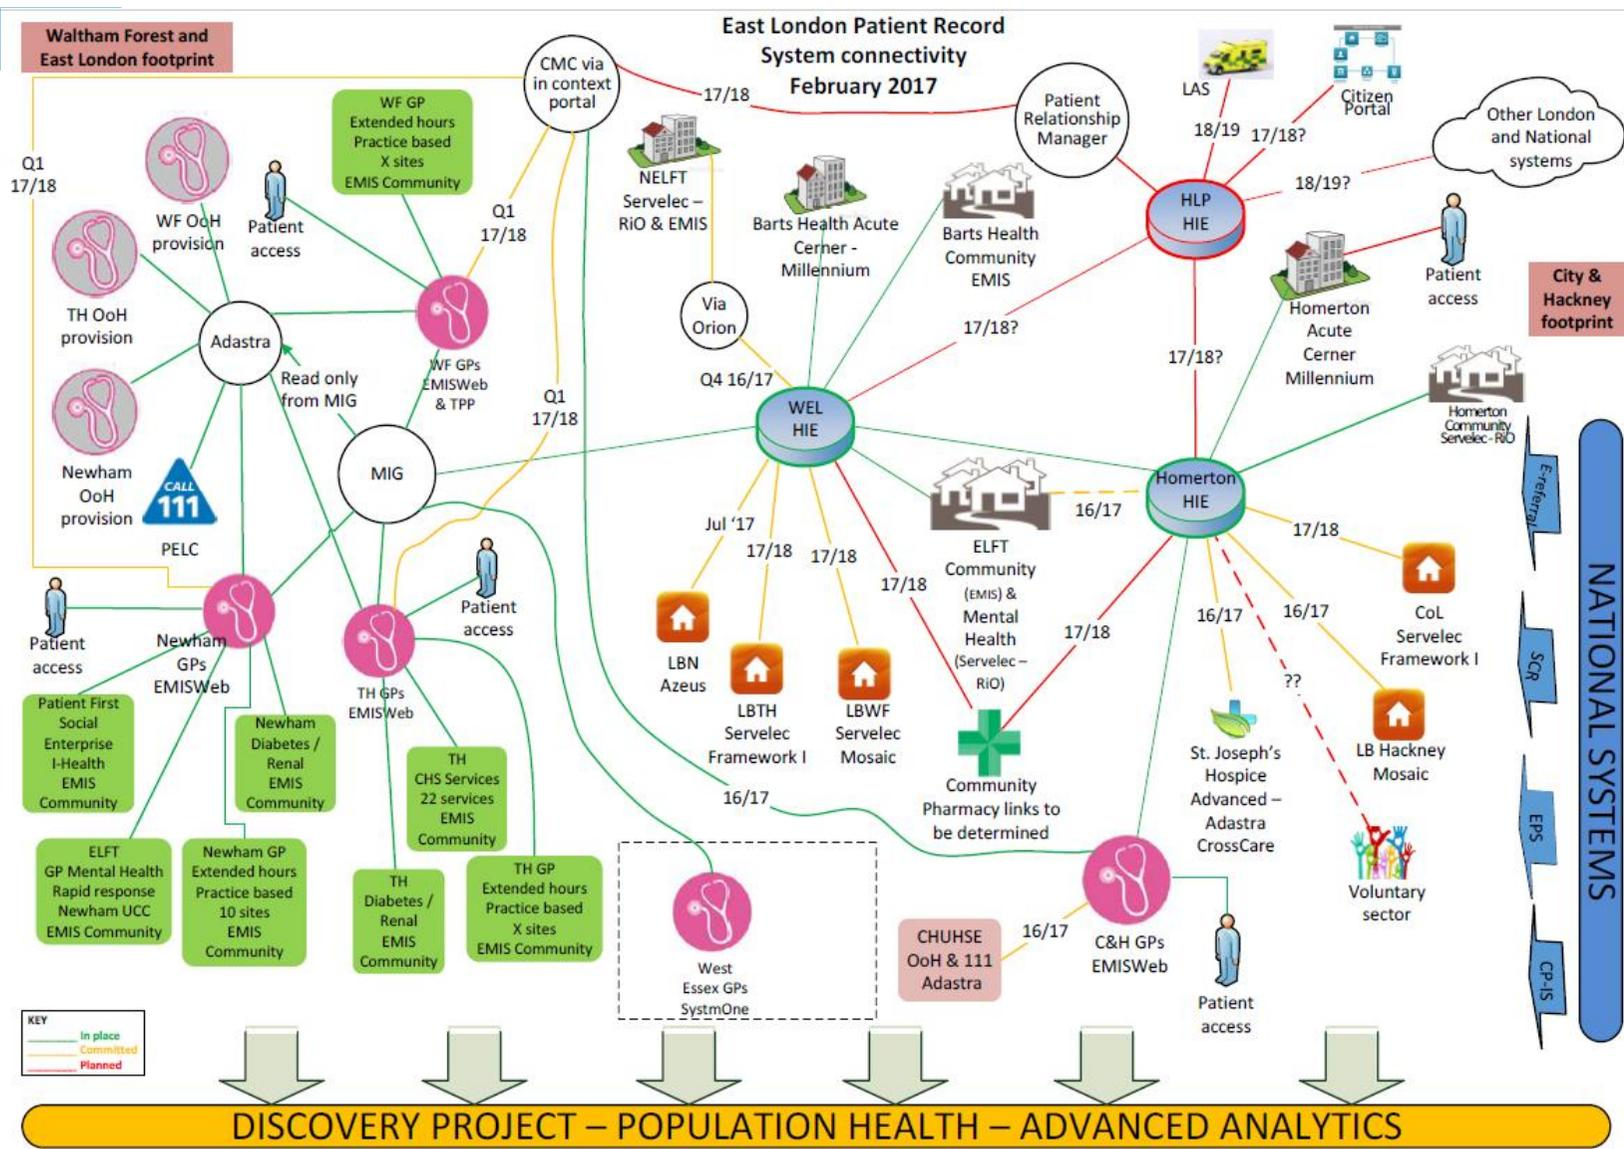 East London Patient Record
System connectivity
February 2017
Waltham Forest and
East London footprint
CMC via
in context
portal
17/18
Patient
Relationship
Manager
LAS
Citizen
Portal
Other London
and National
systems
18/19
17/18?
18/19?
HLP
HIE
Q1
17/18
WF GP
Extended hours
Practice based
X sites
EMIS Community
WF OoH
provision
Patient
access
Q1
17/18
NELFT
Servelec –
RiO & EMIS
Barts Health Acute
Cerner -
Millennium
Barts Health
Community
EMIS
Patient
access
City &
Hackney
footprint
TH OoH
provision
Adastra
Read only
from MIG
WF GPs
EMISWeb
& TPP
Via
Orion
Q4 16/17
17/18?
17/18?
Homerton
Acute
Cerner
Millennium
Homerton
Community
Servelec - RiO
Q1
17/18
WEL
HIE
Newham
OoH
provision
CALL
111
PELC
MIG
Homerton
HIE
16/17
E-referral
17/18
Jul ‘17
17/18
17/18
17/18
ELFT
Community
(EMIS) &
Mental
Health
(Servelec –
RiO)
17/18
16/17
16/17
CoL
Servelec
Framework I
Patient
access
Newham
GPs
EMISWeb
Patient
access
TH GPs
EMISWeb
LBN
Azeus
LBTH
Servelec
Framework I
LBWF
Servelec
Mosaic
??
SCR
LB Hackney
Mosaic
NATIONAL SYSTEMS
Patient First
Social
Enterprise
I-Health
EMIS
Community
Newham
Diabetes /
Renal
EMIS
Community
TH
CHS Services
22 services
EMIS
Community
16/17
Community
Pharmacy links to
be determined
St. Joseph’s
Hospice
Advanced –
Adastra
CrossCare
EPS
ELFT
GP Mental Health
Rapid response
Newham UCC
EMIS Community
Newham GP
Extended hours
Practice based
10 sites
EMIS
Community
TH
Diabetes /
Renal
EMIS
Community
TH GP
Extended hours
Practice based
X sites
EMIS Community
West
Essex GPs
SystmOne
CHUHSE
OoH & 111
Adastra
16/17
C&H GPs
EMISWeb
Patient
access
Voluntary
sector
CP-IS
KEY
In place
Committed
Planned
DISCOVERY PROJECT – POPULATION HEALTH – ADVANCED ANALYTICS